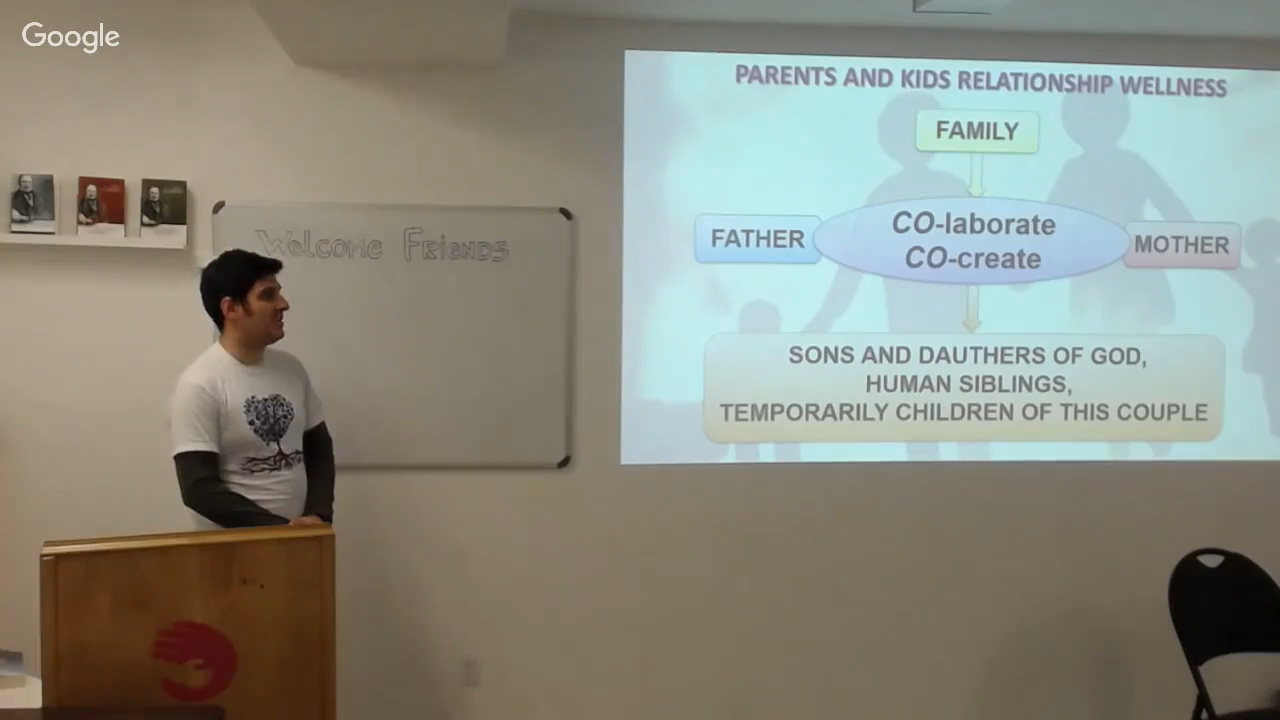 Google
PARENTS AND KIDS RELATIONSHIP WELLNESS
FAMILY
FATHER
CO-laborate
CO-create
MOTHER
SONS AND DAUTHERS OF GOD,
HUMAN SIBLINGS,
TEMPORARILY CHILDREN OF THIS COUPLE
Welcome Friends